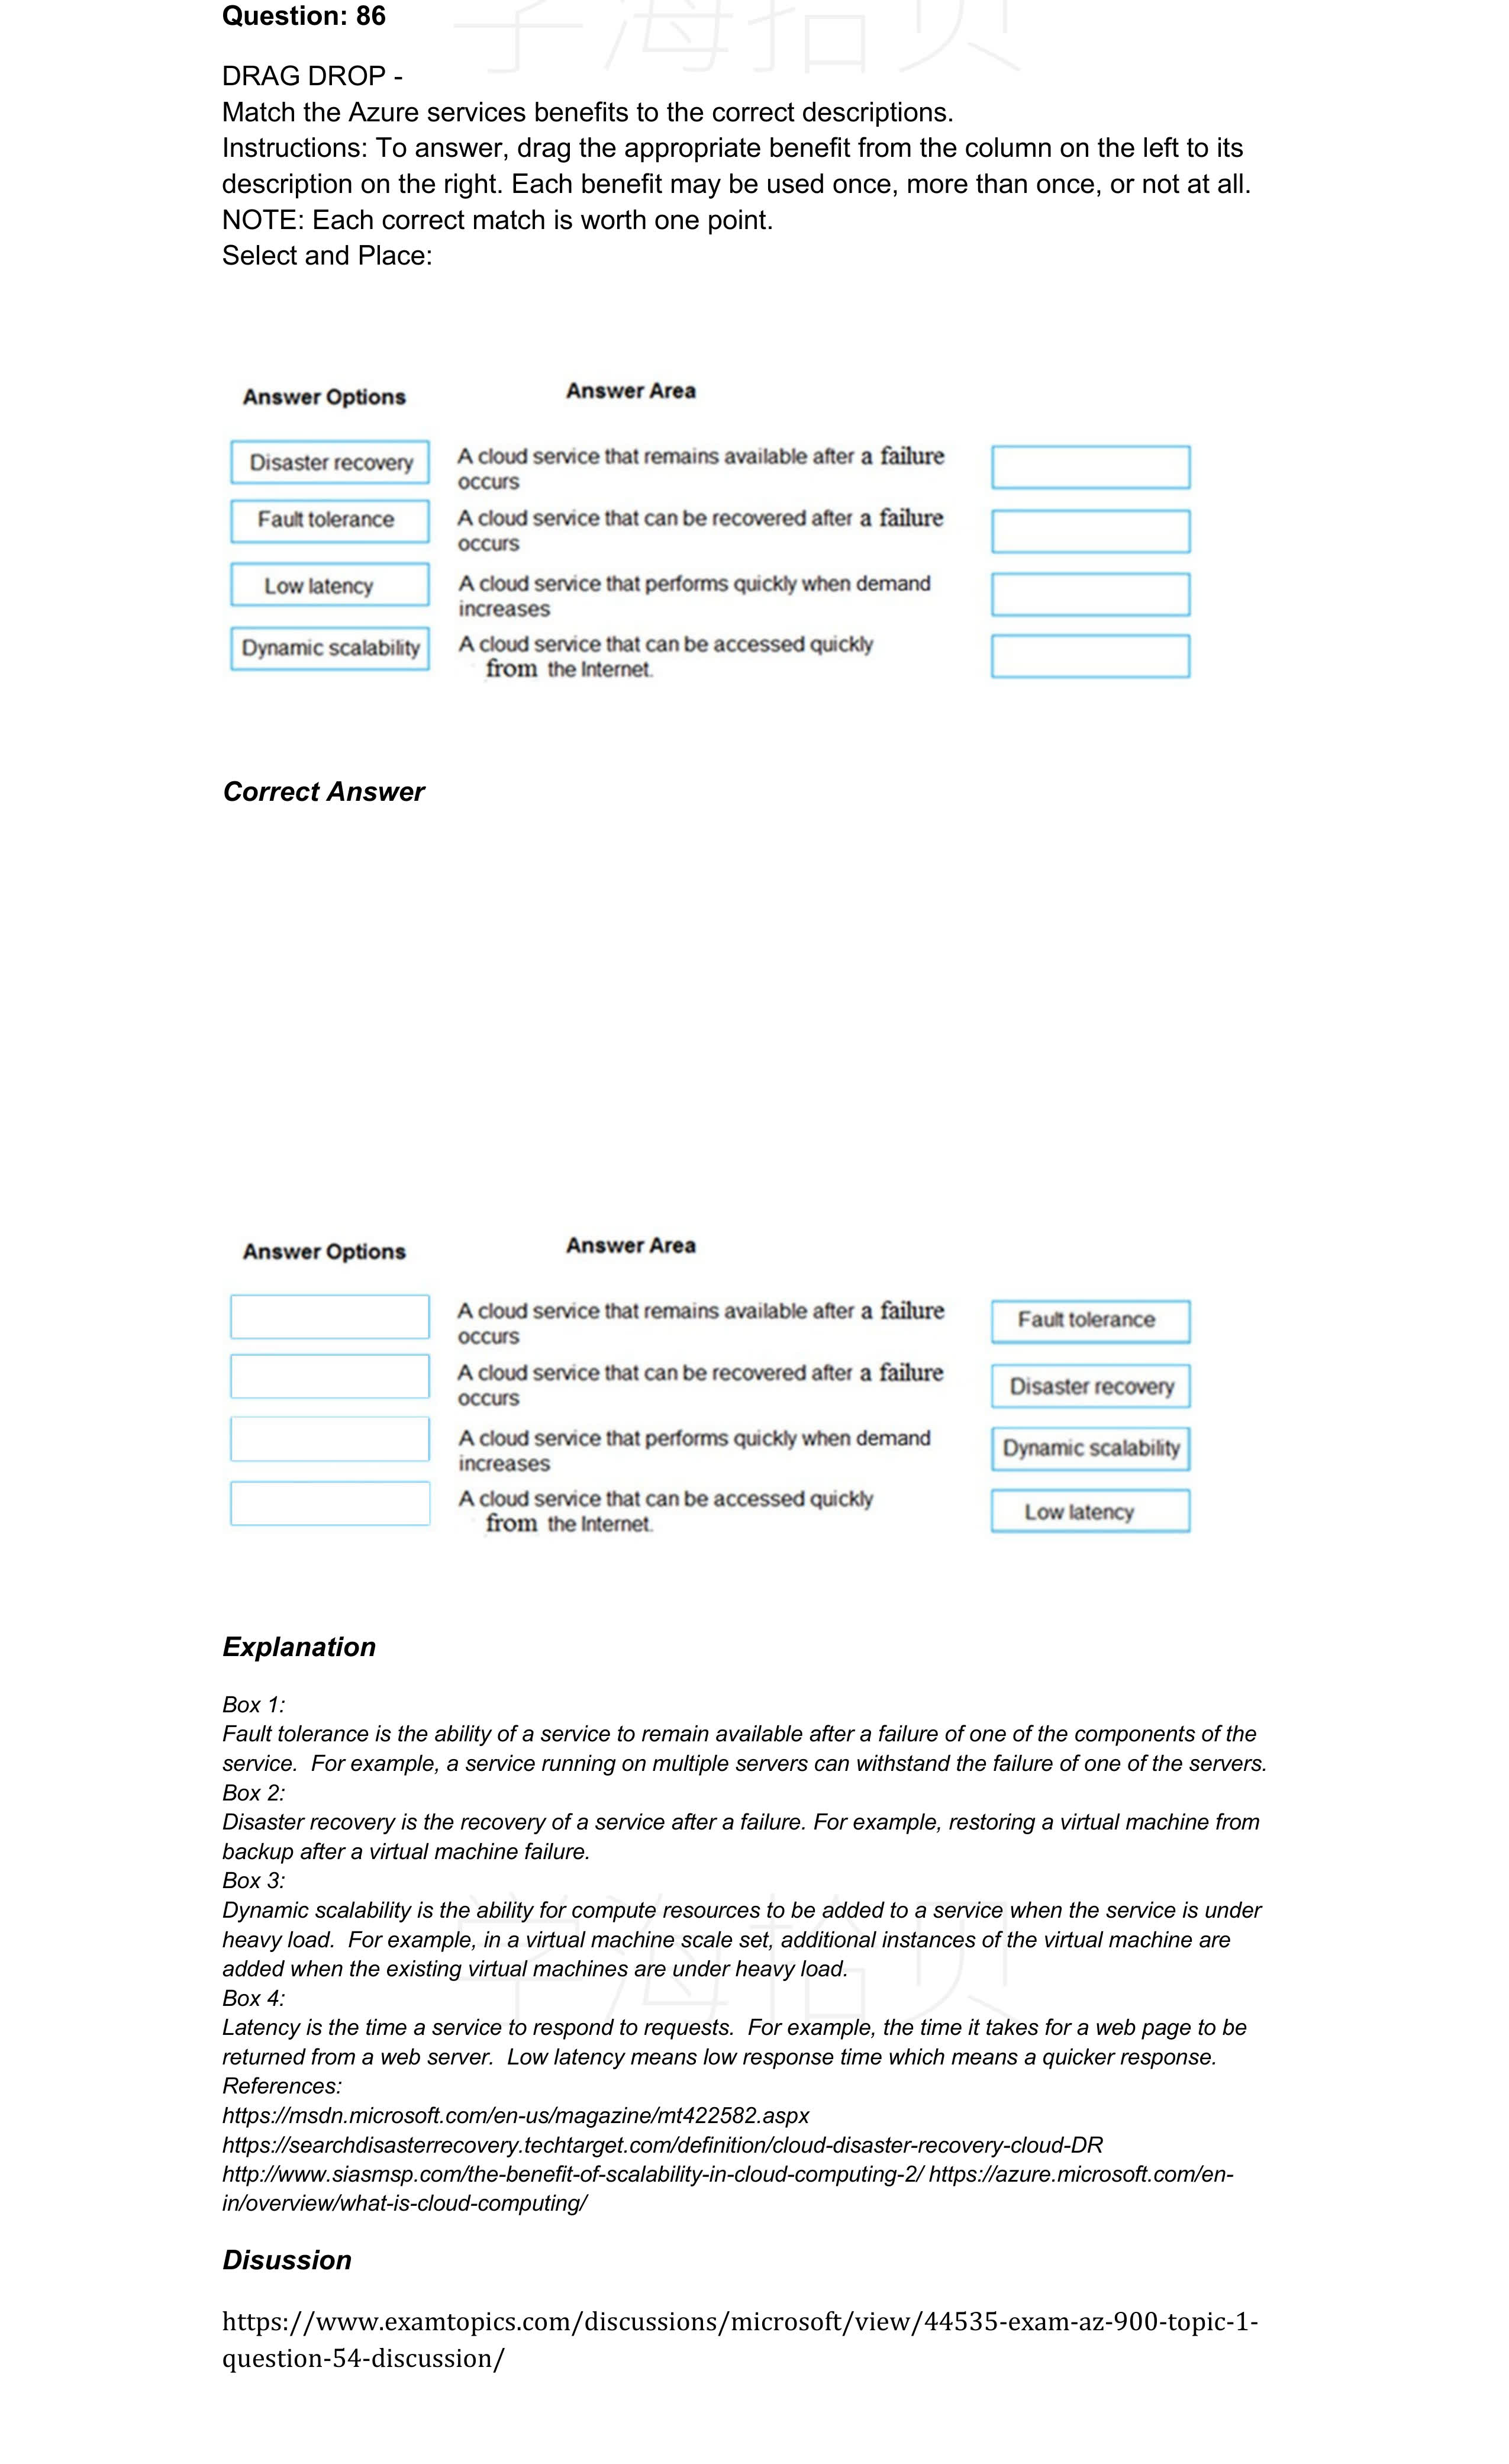 学海拾贝
Question: 86
DRAG DROP -
Match the Azure services benefits to the correct descriptions.
Instructions: To answer, drag the appropriate benefit from the column on the left to its
description on the right. Each benefit may be used once, more than once, or not at all.
NOTE: Each correct match is worth one point.
Select and Place:
Answer Options
Answer Area
Disaster recovery
A cloud service that remains available after a failure
occurs
Fault tolerance
A cloud service that can be recovered after a failure
occurs
Low latency
A cloud service that performs quickly when demand
increases
Dynamic scalability
A cloud service that can be accessed quickly
from the Internet.
Correct Answer
Answer Options
Answer Area
A cloud service that remains available after a failure
occurs
Fault tolerance
A cloud service that can be recovered after a failure
occurs
Disaster recovery
A cloud service that performs quickly when demand
increases
Dynamic scalability
A cloud service that can be accessed quickly
from the Internet.
Low latency
Explanation
Box 1:
Fault tolerance is the ability of a service to remain available after a failure of one of the components of the
service. For example, a service running on multiple servers can withstand the failure of one of the servers.
Box 2:
Disaster recovery is the recovery of a service after a failure. For example, restoring a virtual machine from
backup after a virtual machine failure.
Box 3:
Dynamic scalability is the ability for compute resources to be added to a service when the service is under
heavy load. For example, in a virtual machine scale set, additional instances of the virtual machine are
added when the existing virtual machines are under heavy load.
学海拾贝
Box 4:
Latency is the time a service to respond to requests. For example, the time it takes for a web page to be
returned from a web server. Low latency means low response time which means a quicker response.
References:
https://msdn.microsoft.com/en-us/magazine/mt422582.aspx
https://searchdisasterrecovery.techtarget.com/definition/cloud-disaster-recovery-cloud-DR
http://www.siasmsp.com/the-benefit-of-scalability-in-cloud-computing-2/ https://azure.microsoft.com/en-
in/overview/what-is-cloud-computing/
Disussion
https://www.examtopics.com/discussions/microsoft/view/44535-exam-az-900-topic-1-
question-54-discussion/